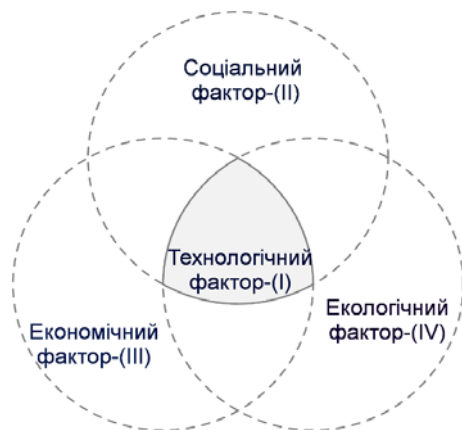 Соціальний
фактор-(II)
Технологічний
фактор-(I)
Економічний
фактор-(III)
Екологічний
фактор-(IV)